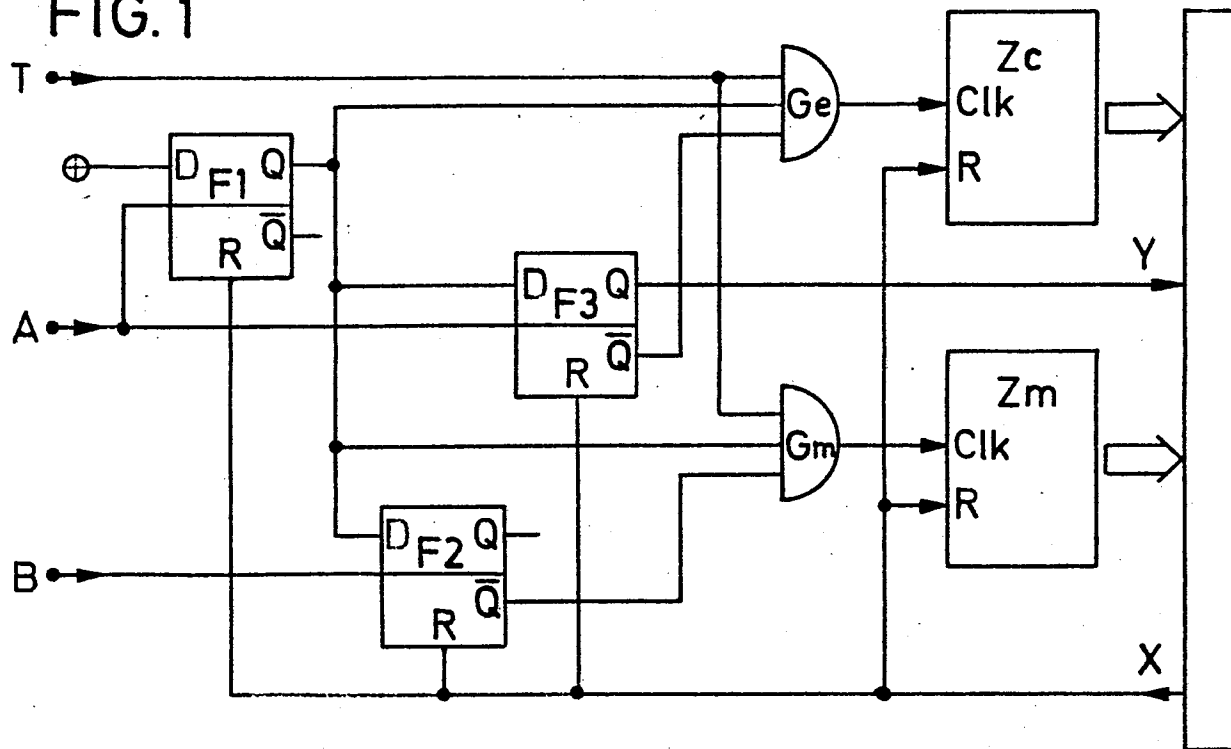 FIG. 1
T
Ge
Zc
Clk
R
D Q
F1
Q̅
R
A
D Q
F3
Q̅
R
Y
Gm
Zm
Clk
R
D Q
F2
Q̅
R
B
X